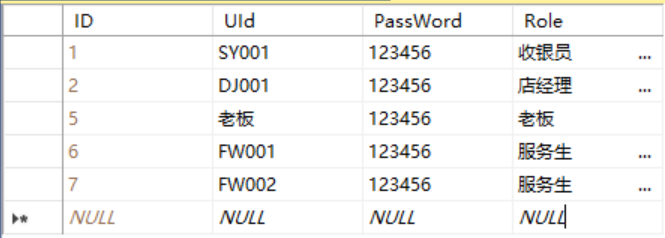 ID UId PassWord Role
1 SY001 123456 收银员 ...
2 DJ001 123456 店经理 ...
5 老板 123456 老板
6 FW001 123456 服务生 ...
7 FW002 123456 服务生 ...
NULL NULL NULL NULL